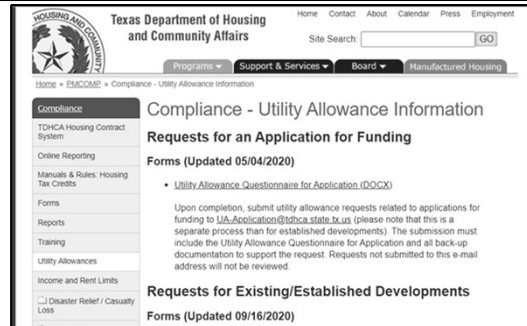 HOUSING AND COMMUNITY
Texas Department of Housing
and Community Affairs
Home Contact About Calendar Press Employment
Site Search: GO
Programs Support & Services Board Manufactured Housing
Home » PMCOMP » Compliance - Utility Allowance Information
Compliance
TDHCA Housing Contract
System
Online Reporting
Manuals & Rules: Housing
Tax Credits
Forms
Reports
Training
Utility Allowances
Income and Rent Limits
Disaster Relief / Casualty
Loss
Compliance - Utility Allowance Information
Requests for an Application for Funding
Forms (Updated 05/04/2020)
• Utility Allowance Questionnaire for Application (DOCX)
Upon completion, submit utility allowance requests related to applications for
funding to UA-Application@tdhca.state.tx.us (please note that this is a
separate process than for established developments). The submission must
include the Utility Allowance Questionnaire for Application and all back-up
documentation to support the request. Requests not submitted to this e-mail
address will not be reviewed.
Requests for Existing/Established Developments
Forms (Updated 09/16/2020)